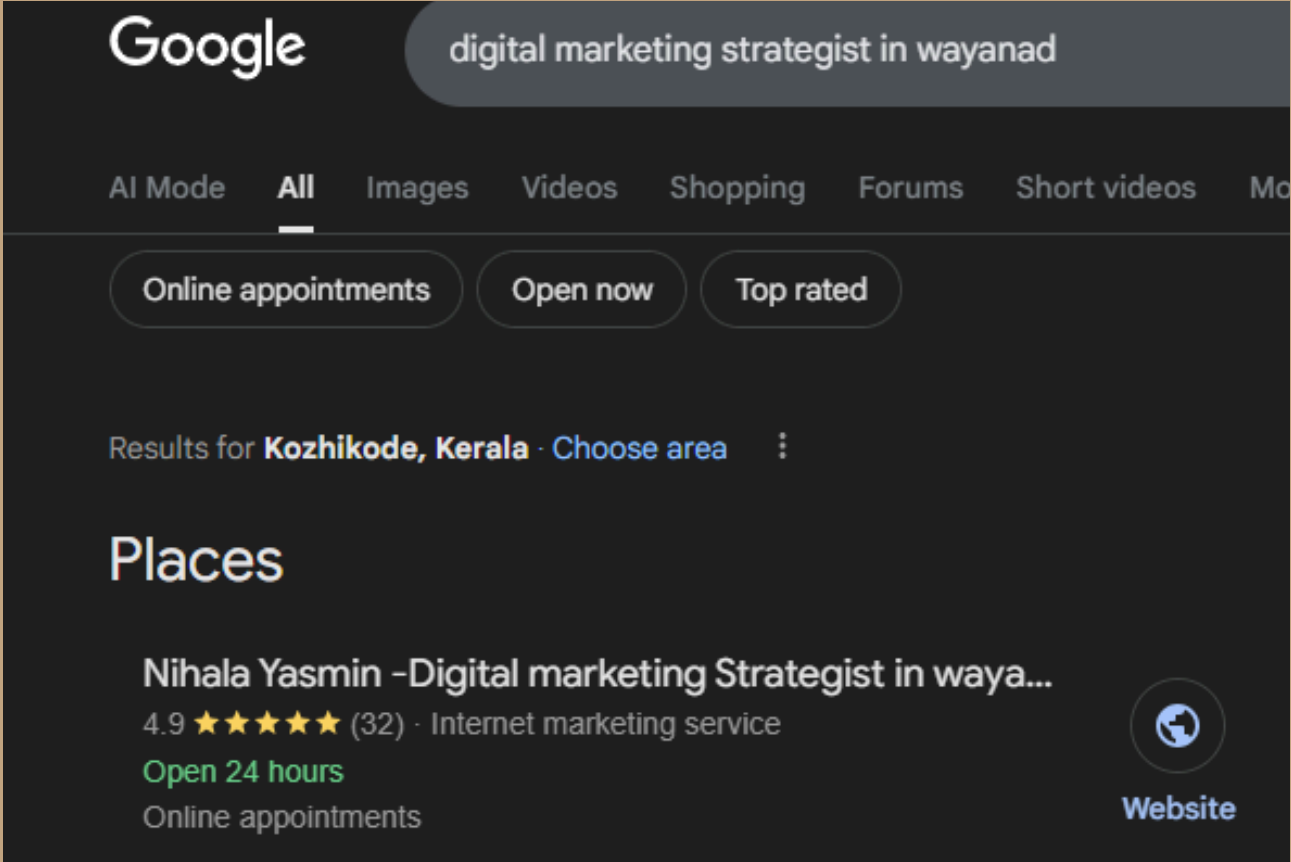 Google
digital marketing strategist in wayanad
AI Mode All Images Videos Shopping Forums Short videos Mo
Online appointments Open now Top rated
Results for Kozhikode, Kerala · Choose area
Places
Nihala Yasmin -Digital marketing Strategist in waya...
4.9 ★★★★★ (32) · Internet marketing service
Open 24 hours
Online appointments
Website